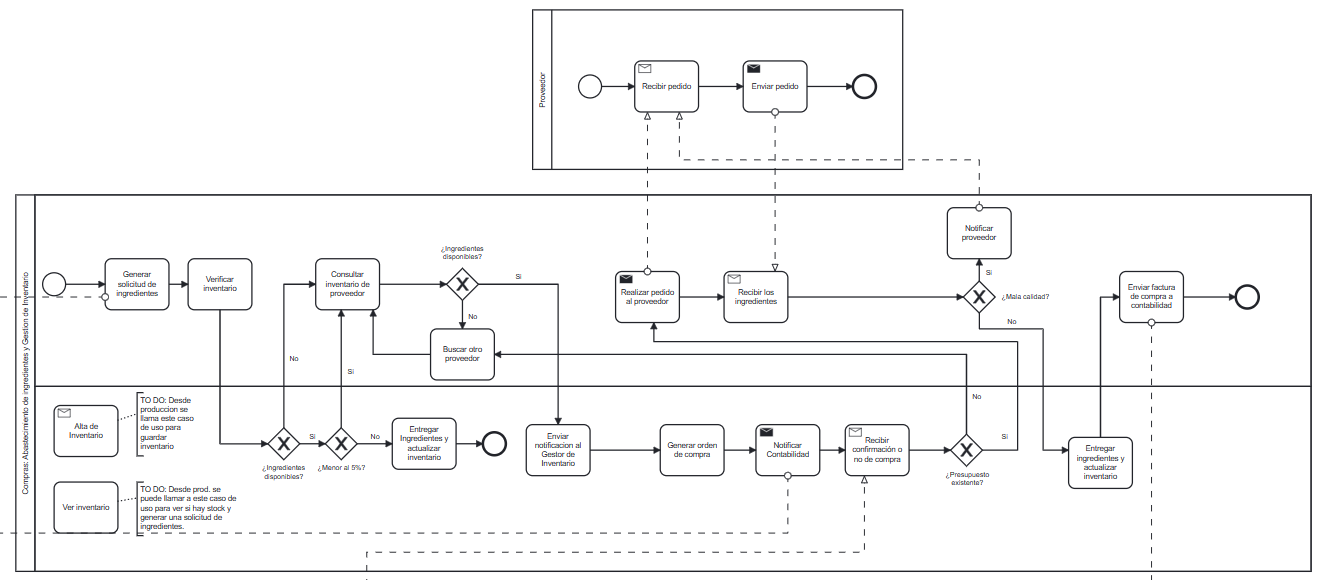 Proveedor
Recibir pedido
Enviar pedido
Compras: Abastecimiento de ingredientes y Gestion de Inventario
Generar
solicitud de
ingredientes
Verificar
inventario
Consultar
inventario de
proveedor
¿Ingredientes
disponibles?
Si
No
Buscar otro
proveedor
Realizar pedido
al proveedor
Recibir los
ingredientes
Notificar
proveedor
Si
¿Mala calidad?
No
Enviar factura
de compra a
contabilidad
No
Si
Alta de
Inventario
TO DO: Desde
produccion se
llama este caso
de uso para
guardar
inventario
Ver inventario
TO DO: Desde prod. se
puede llamar a este caso de
uso para ver si hay stock y
generar una solicitud de
ingredientes.
¿Ingredientes
disponibles?
Si
¿Menor al 5%?
No
Entregar
Ingredientes y
actualizar
inventario
Enviar
notificacion al
Gestor de
Inventario
Generar orden
de compra
Notificar
Contabilidad
Recibir
confirmación o
no de compra
No
Si
¿Presupuesto
existente?
Entregar
ingredientes y
actualizar
inventario